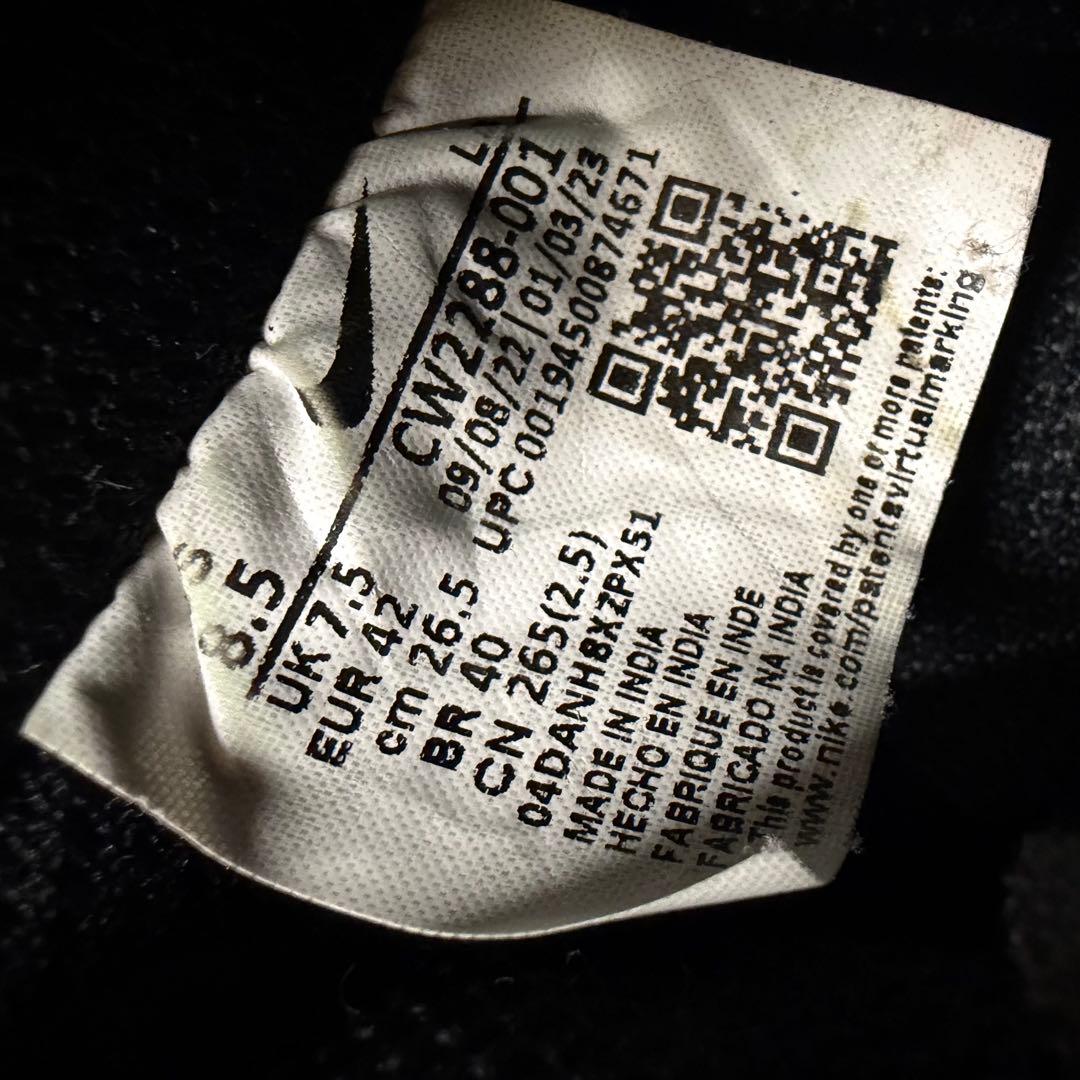 L
8.5
CW2288-001
09/08/22 | 01/03/23
UPC 00194500874671
UK 7.5
EUR 42
cm 26.5
BR 40
CN 265(2.5)
04DANH8XZPXS1
MADE IN INDIA
HECHO EN INDIA
FABRIQUE EN INDE
FABRICADO NA INDIA
This product is covered by one or more patents:
www.nike.com/patentsvirtualmarking